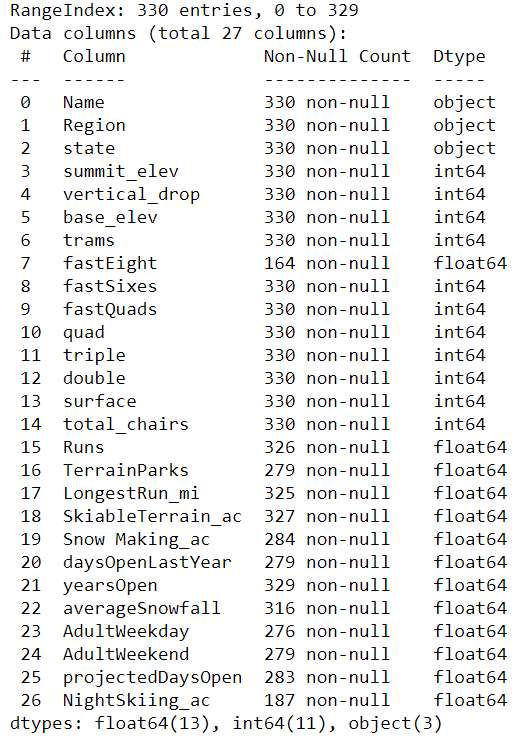 RangeIndex: 330 entries, 0 to 329
Data columns (total 27 columns):
 #   Column             Non-Null Count  Dtype
---  ------             --------------  -----
 0   Name               330 non-null    object
 1   Region             330 non-null    object
 2   state              330 non-null    object
 3   summit_elev        330 non-null    int64
 4   vertical_drop      330 non-null    int64
 5   base_elev          330 non-null    int64
 6   trams              330 non-null    int64
 7   fastEight          164 non-null    float64
 8   fastSixes          330 non-null    int64
 9   fastQuads          330 non-null    int64
 10  quad               330 non-null    int64
 11  triple             330 non-null    int64
 12  double             330 non-null    int64
 13  surface            330 non-null    int64
 14  total_chairs       330 non-null    int64
 15  Runs               326 non-null    float64
 16  TerrainParks       279 non-null    float64
 17  LongestRun_mi      325 non-null    float64
 18  SkiableTerrain_ac  327 non-null    float64
 19  Snow Making_ac     284 non-null    float64
 20  daysOpenLastYear   279 non-null    float64
 21  yearsOpen          329 non-null    float64
 22  averageSnowfall    316 non-null    float64
 23  AdultWeekday       276 non-null    float64
 24  AdultWeekend       279 non-null    float64
 25  projectedDaysOpen  283 non-null    float64
 26  NightSkiing_ac     187 non-null    float64
dtypes: float64(13), int64(11), object(3)